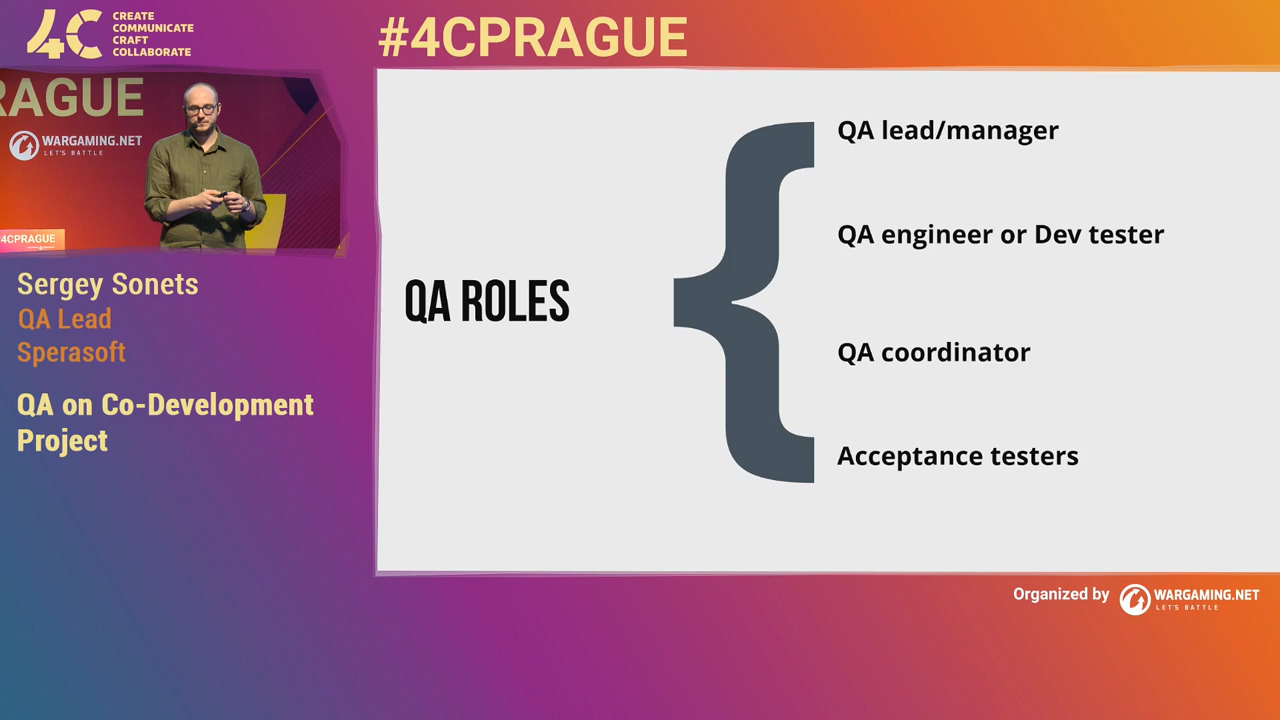 4C
CREATE
COMMUNICATE
CRAFT
COLLABORATE
#4CPRAGUE
RAGUE
WARGAMING.NET
LET'S BATTLE
4CPRAGUE
Sergey Sonets
QA Lead
Sperasoft
QA on Co-Development
Project
QA ROLES
QA lead/manager
QA engineer or Dev tester
QA coordinator
Acceptance testers
Organized by
WARGAMING.NET
LET'S BATTLE